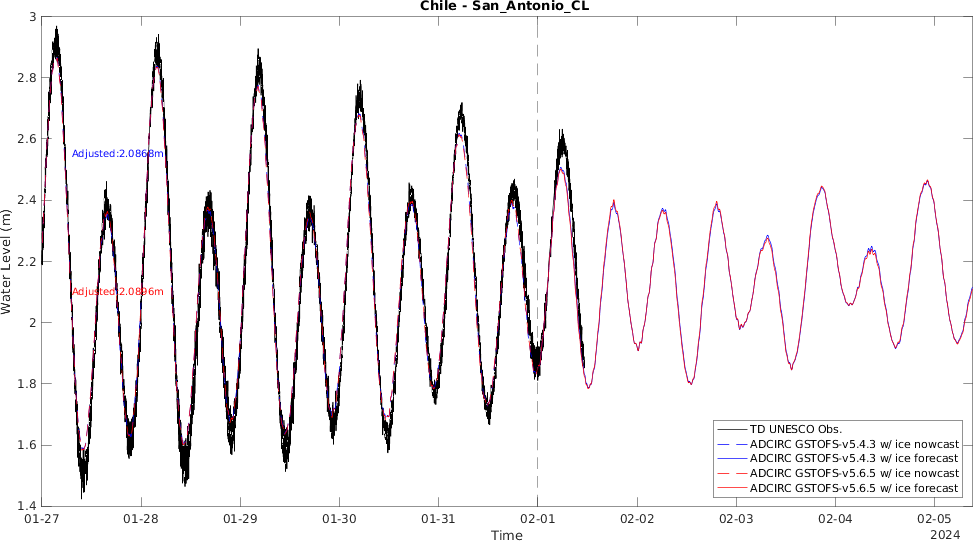 Chile - San_Antonio_CL
3
2.8
2.6
2.4
2.2
2
1.8
1.6
1.4
Water Level (m)
Adjusted:2.0868m
Adjusted:2.0896m
TD UNESCO Obs.
ADCIRC GSTOFS-v5.4.3 w/ ice nowcast
ADCIRC GSTOFS-v5.4.3 w/ ice forecast
ADCIRC GSTOFS-v5.6.5 w/ ice nowcast
ADCIRC GSTOFS-v5.6.5 w/ ice forecast
01-27 01-28 01-29 01-30 01-31 02-01 02-02 02-03 02-04 02-05
Time
2024